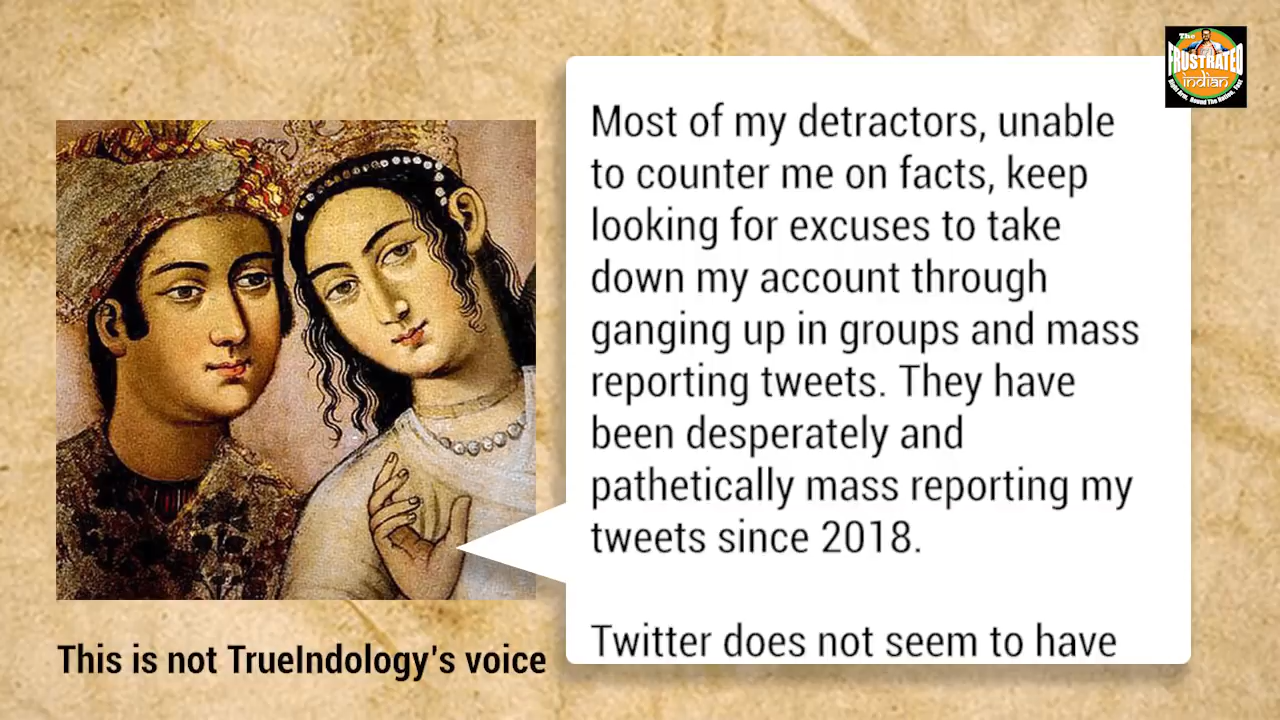 The
FRUSTRATED
indian
Most of my detractors, unable
to counter me on facts, keep
looking for excuses to take
down my account through
ganging up in groups and mass
reporting tweets. They have
been desperately and
pathetically mass reporting my
tweets since 2018.
Twitter does not seem to have
This is not TrueIndology's voice